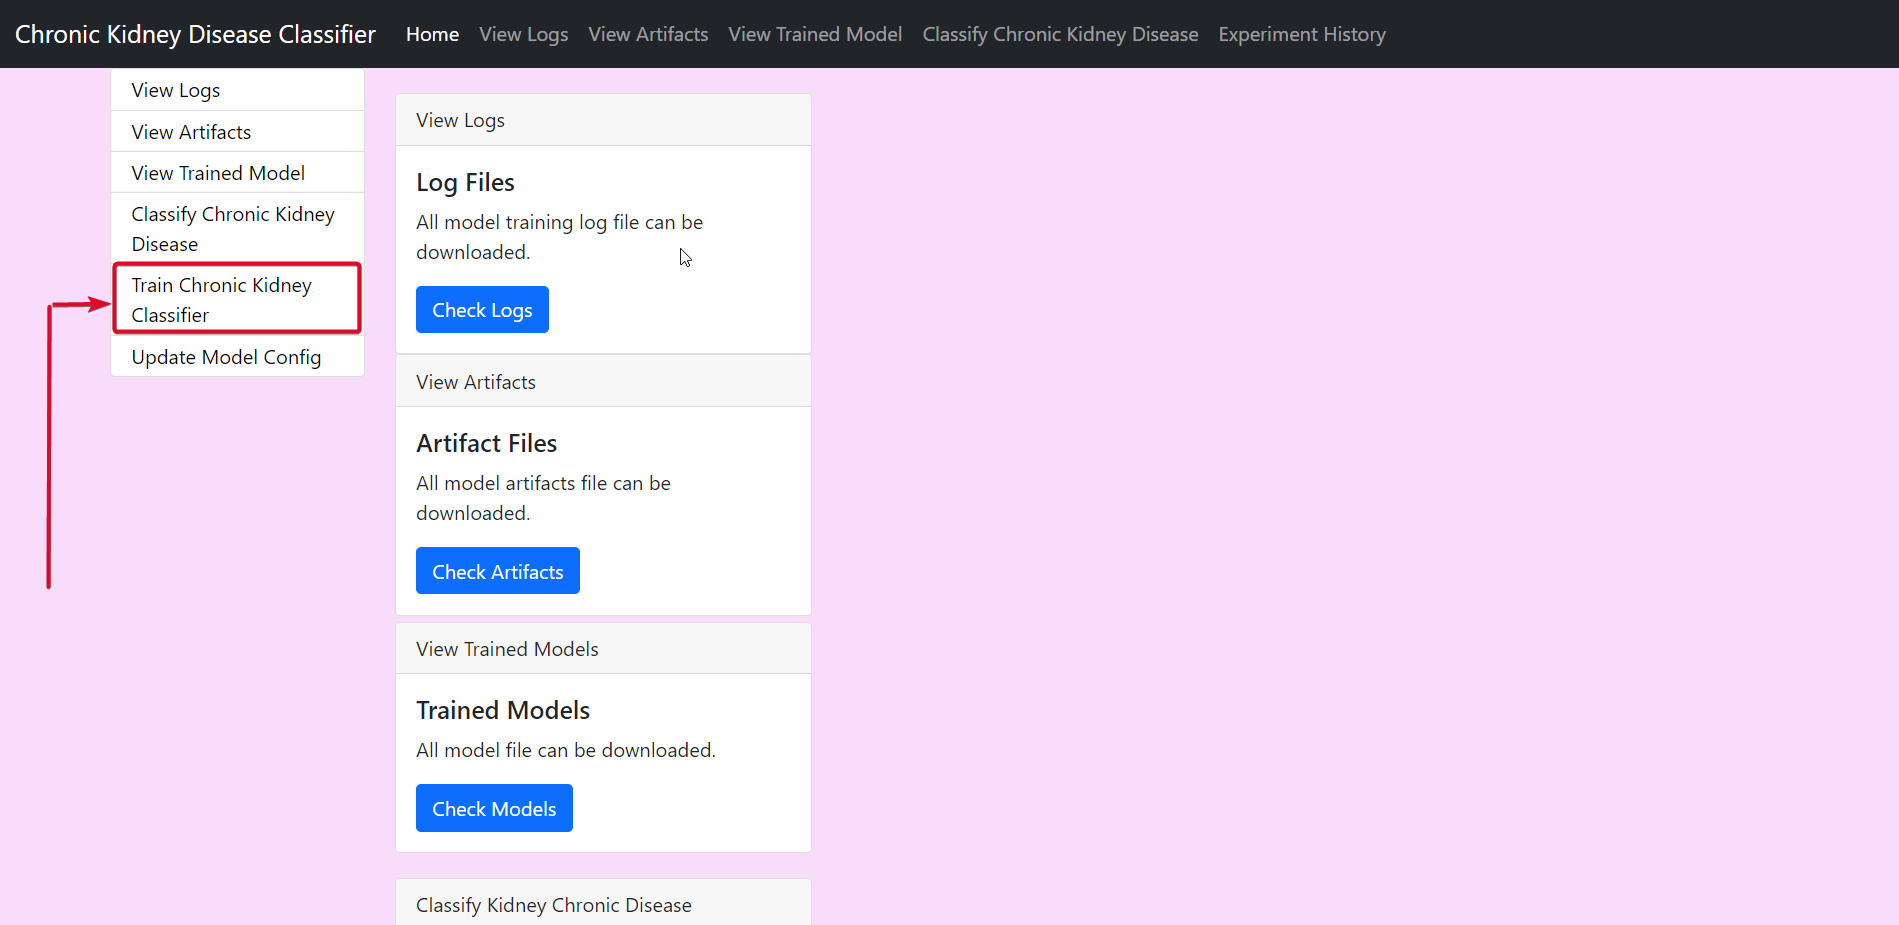 Chronic Kidney Disease Classifier Home View Logs View Artifacts View Trained Model Classify Chronic Kidney Disease Experiment History
View Logs
View Artifacts
View Trained Model
Classify Chronic Kidney
Disease
Train Chronic Kidney
Classifier
Update Model Config
View Logs
Log Files
All model training log file can be
downloaded.
Check Logs
View Artifacts
Artifact Files
All model artifacts file can be
downloaded.
Check Artifacts
View Trained Models
Trained Models
All model file can be downloaded.
Check Models
Classify Kidney Chronic Disease